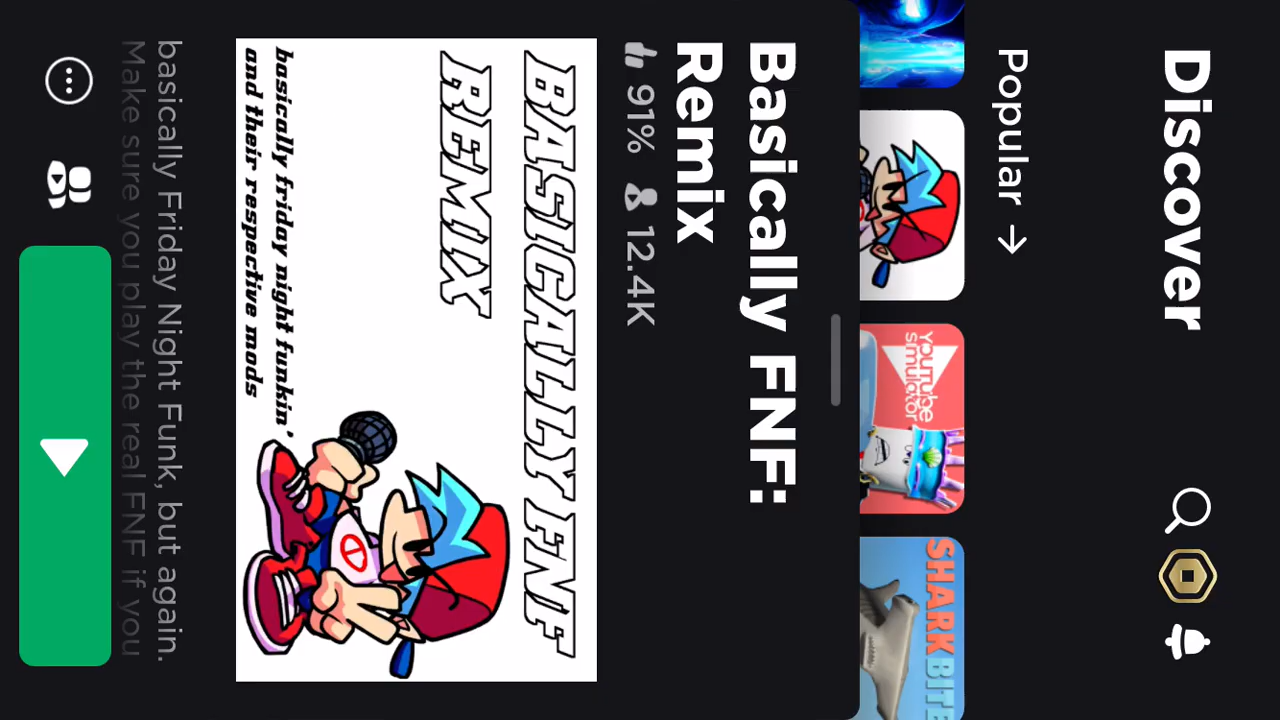 Discover
Popular →
YOUTUBE
SIMULATOR
SHARK
BITE
Basically FNF:
Remix
91% 12.4K
BASICALLY FNF
REMIX
basically friday night funkin'
and their respective mods
basically Friday Night Funk, but again.
Make sure you play the real FNF if you